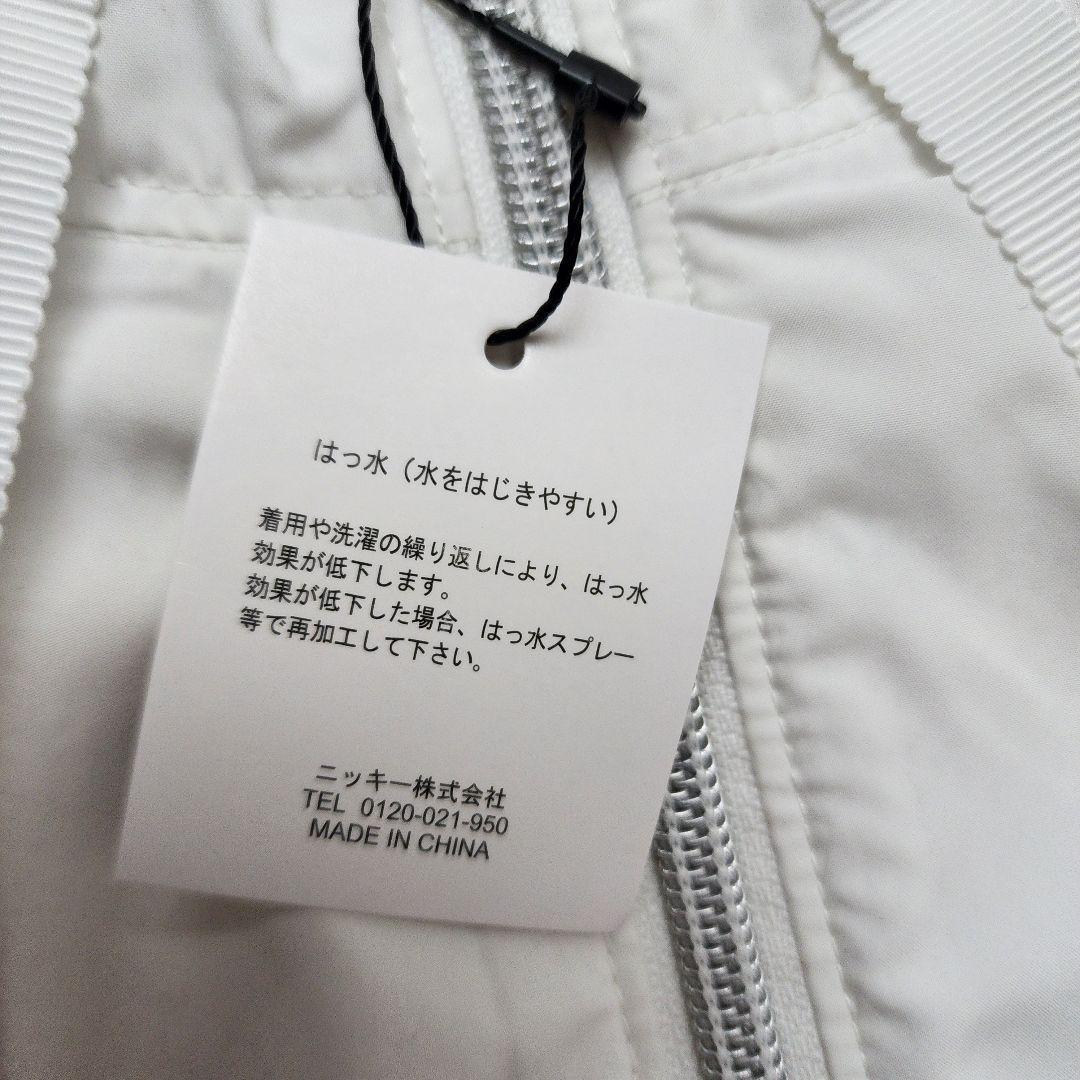 はっ水（水をはじきやすい）
着用や洗濯の繰り返しにより、はっ水
効果が低下します。
効果が低下した場合、はっ水スプレー
等で再加工して下さい。
ニッキー株式会社
TEL 0120-021-950
MADE IN CHINA